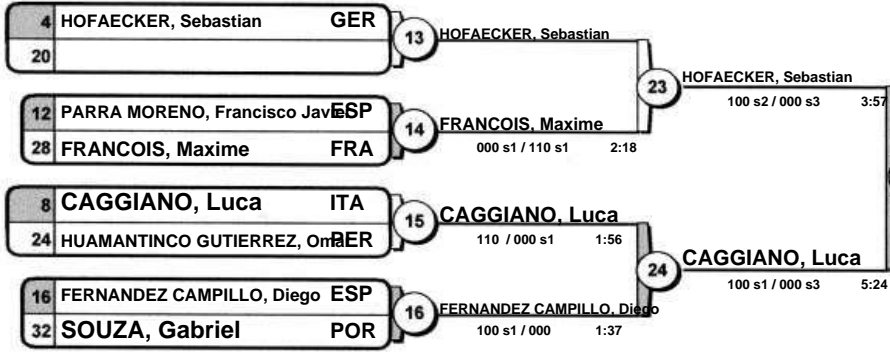 4 HOFAECKER, Sebastian GER
20
13
HOFAECKER, Sebastian
12 PARRA MORENO, Francisco Javier ESP
28 FRANCOIS, Maxime FRA
14
FRANCOIS, Maxime
000 s1 / 110 s1 2:18
23
HOFAECKER, Sebastian
100 s2 / 000 s3 3:57
8 CAGGIANO, Luca ITA
24 HUAMANTINCO GUTIERREZ, Omar PER
15
CAGGIANO, Luca
110 / 000 s1 1:56
16 FERNANDEZ CAMPILLO, Diego ESP
32 SOUZA, Gabriel POR
16
FERNANDEZ CAMPILLO, Diego
100 s1 / 000 1:37
24
CAGGIANO, Luca
100 s1 / 000 s3 5:24